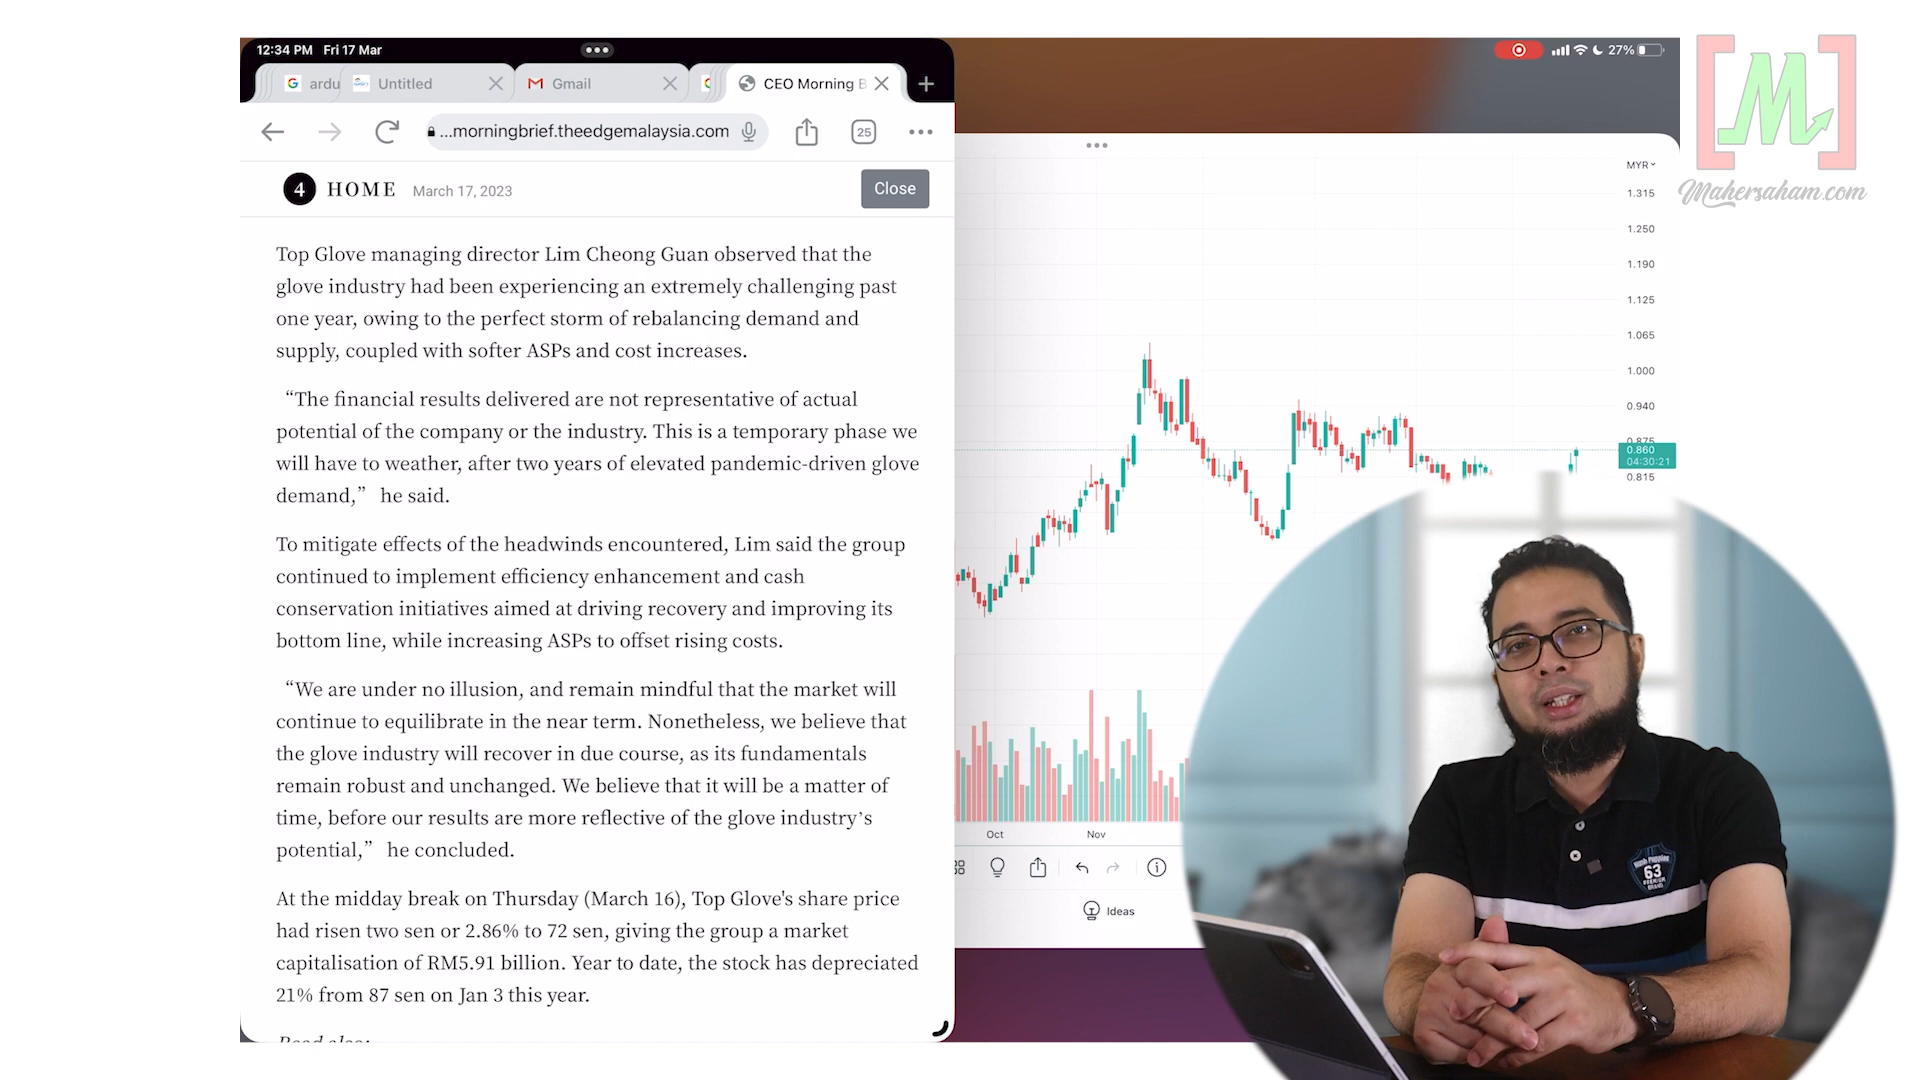 12:34 PM Fri 17 Mar
27%
ardu
Untitled
Gmail
CEO Morning B
...morningbrief.theedgemalaysia.com
25
4 HOME March 17, 2023
Close
Top Glove managing director Lim Cheong Guan observed that the
glove industry had been experiencing an extremely challenging past
one year, owing to the perfect storm of rebalancing demand and
supply, coupled with softer ASPs and cost increases.
“The financial results delivered are not representative of actual
potential of the company or the industry. This is a temporary phase we
will have to weather, after two years of elevated pandemic-driven glove
demand,” he said.
To mitigate effects of the headwinds encountered, Lim said the group
continued to implement efficiency enhancement and cash
conservation initiatives aimed at driving recovery and improving its
bottom line, while increasing ASPs to offset rising costs.
“We are under no illusion, and remain mindful that the market will
continue to equilibrate in the near term. Nonetheless, we believe that
the glove industry will recover in due course, as its fundamentals
remain robust and unchanged. We believe that it will be a matter of
time, before our results are more reflective of the glove industry’s
potential,” he concluded.
At the midday break on Thursday (March 16), Top Glove's share price
had risen two sen or 2.86% to 72 sen, giving the group a market
capitalisation of RM5.91 billion. Year to date, the stock has depreciated
21% from 87 sen on Jan 3 this year.
Read also:
MYR
1.315
1.250
1.190
1.125
1.065
1.000
0.940
0.875
0.860
04:30:21
0.815
Oct
Nov
Ideas
M
Mahersaham.com
Hush Puppies
63